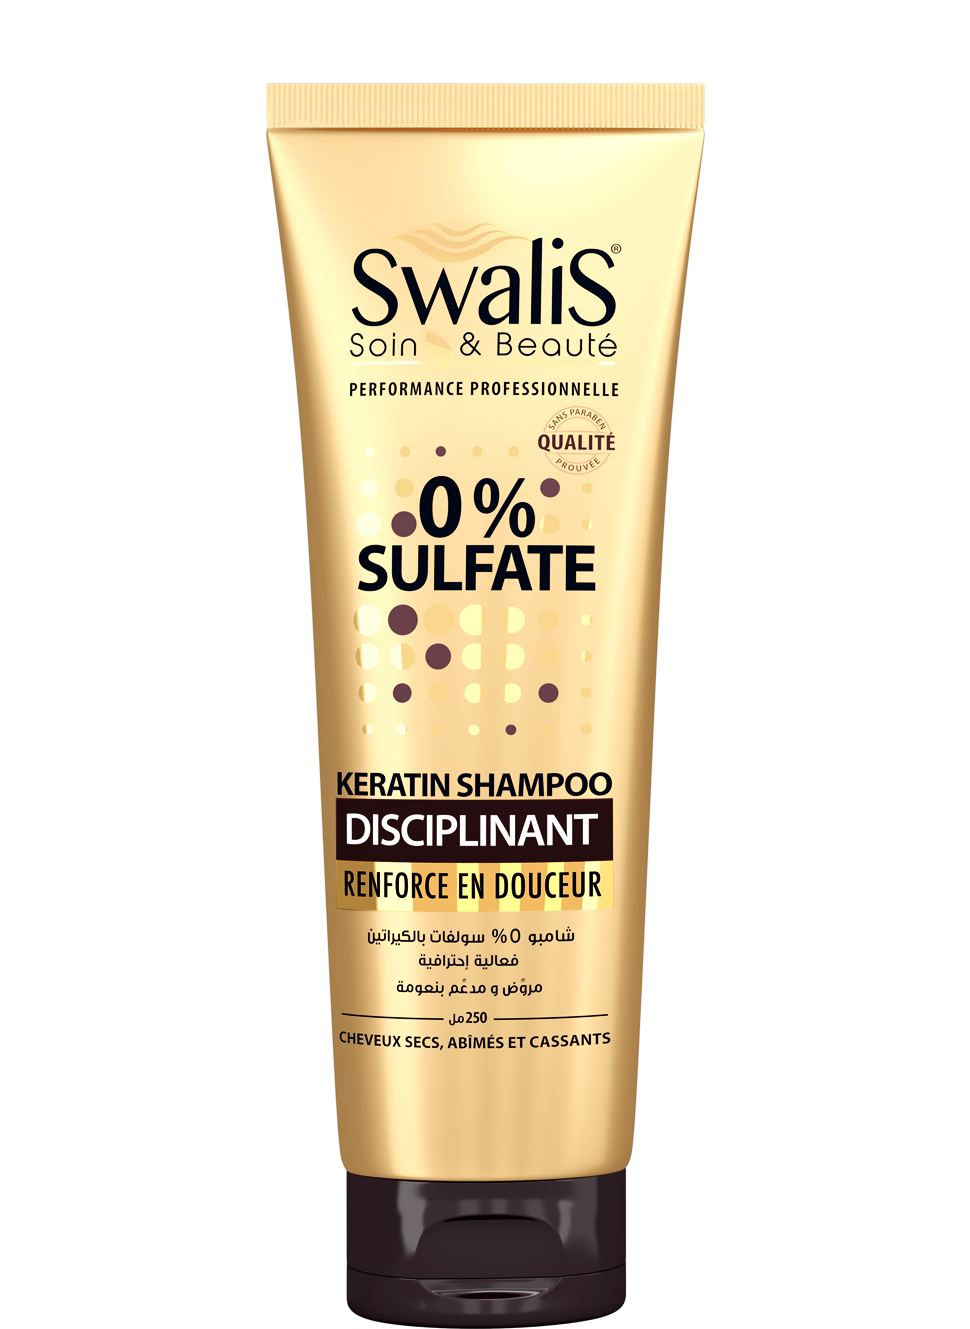 SwaliS®
Soin & Beauté
PERFORMANCE PROFESSIONNELLE
SANS PARABEN
QUALITÉ
PROUVÉE
0 %
SULFATE
KERATIN SHAMPOO
DISCIPLINANT
RENFORCE EN DOUCEUR
شامبو 0% سولفات بالكيراتين
فعالية إحترافية
مروِّض و مدعًم بنعومة
250مل
CHEVEUX SECS, ABÎMÉS ET CASSANTS